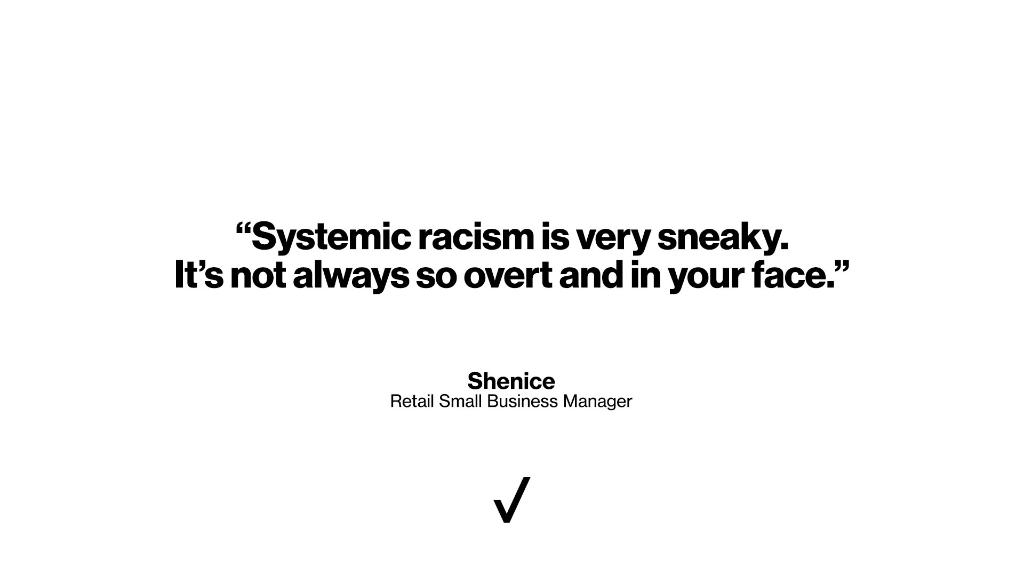 “Systemic racism is very sneaky.
It’s not always so overt and in your face.”
Shenice
Retail Small Business Manager